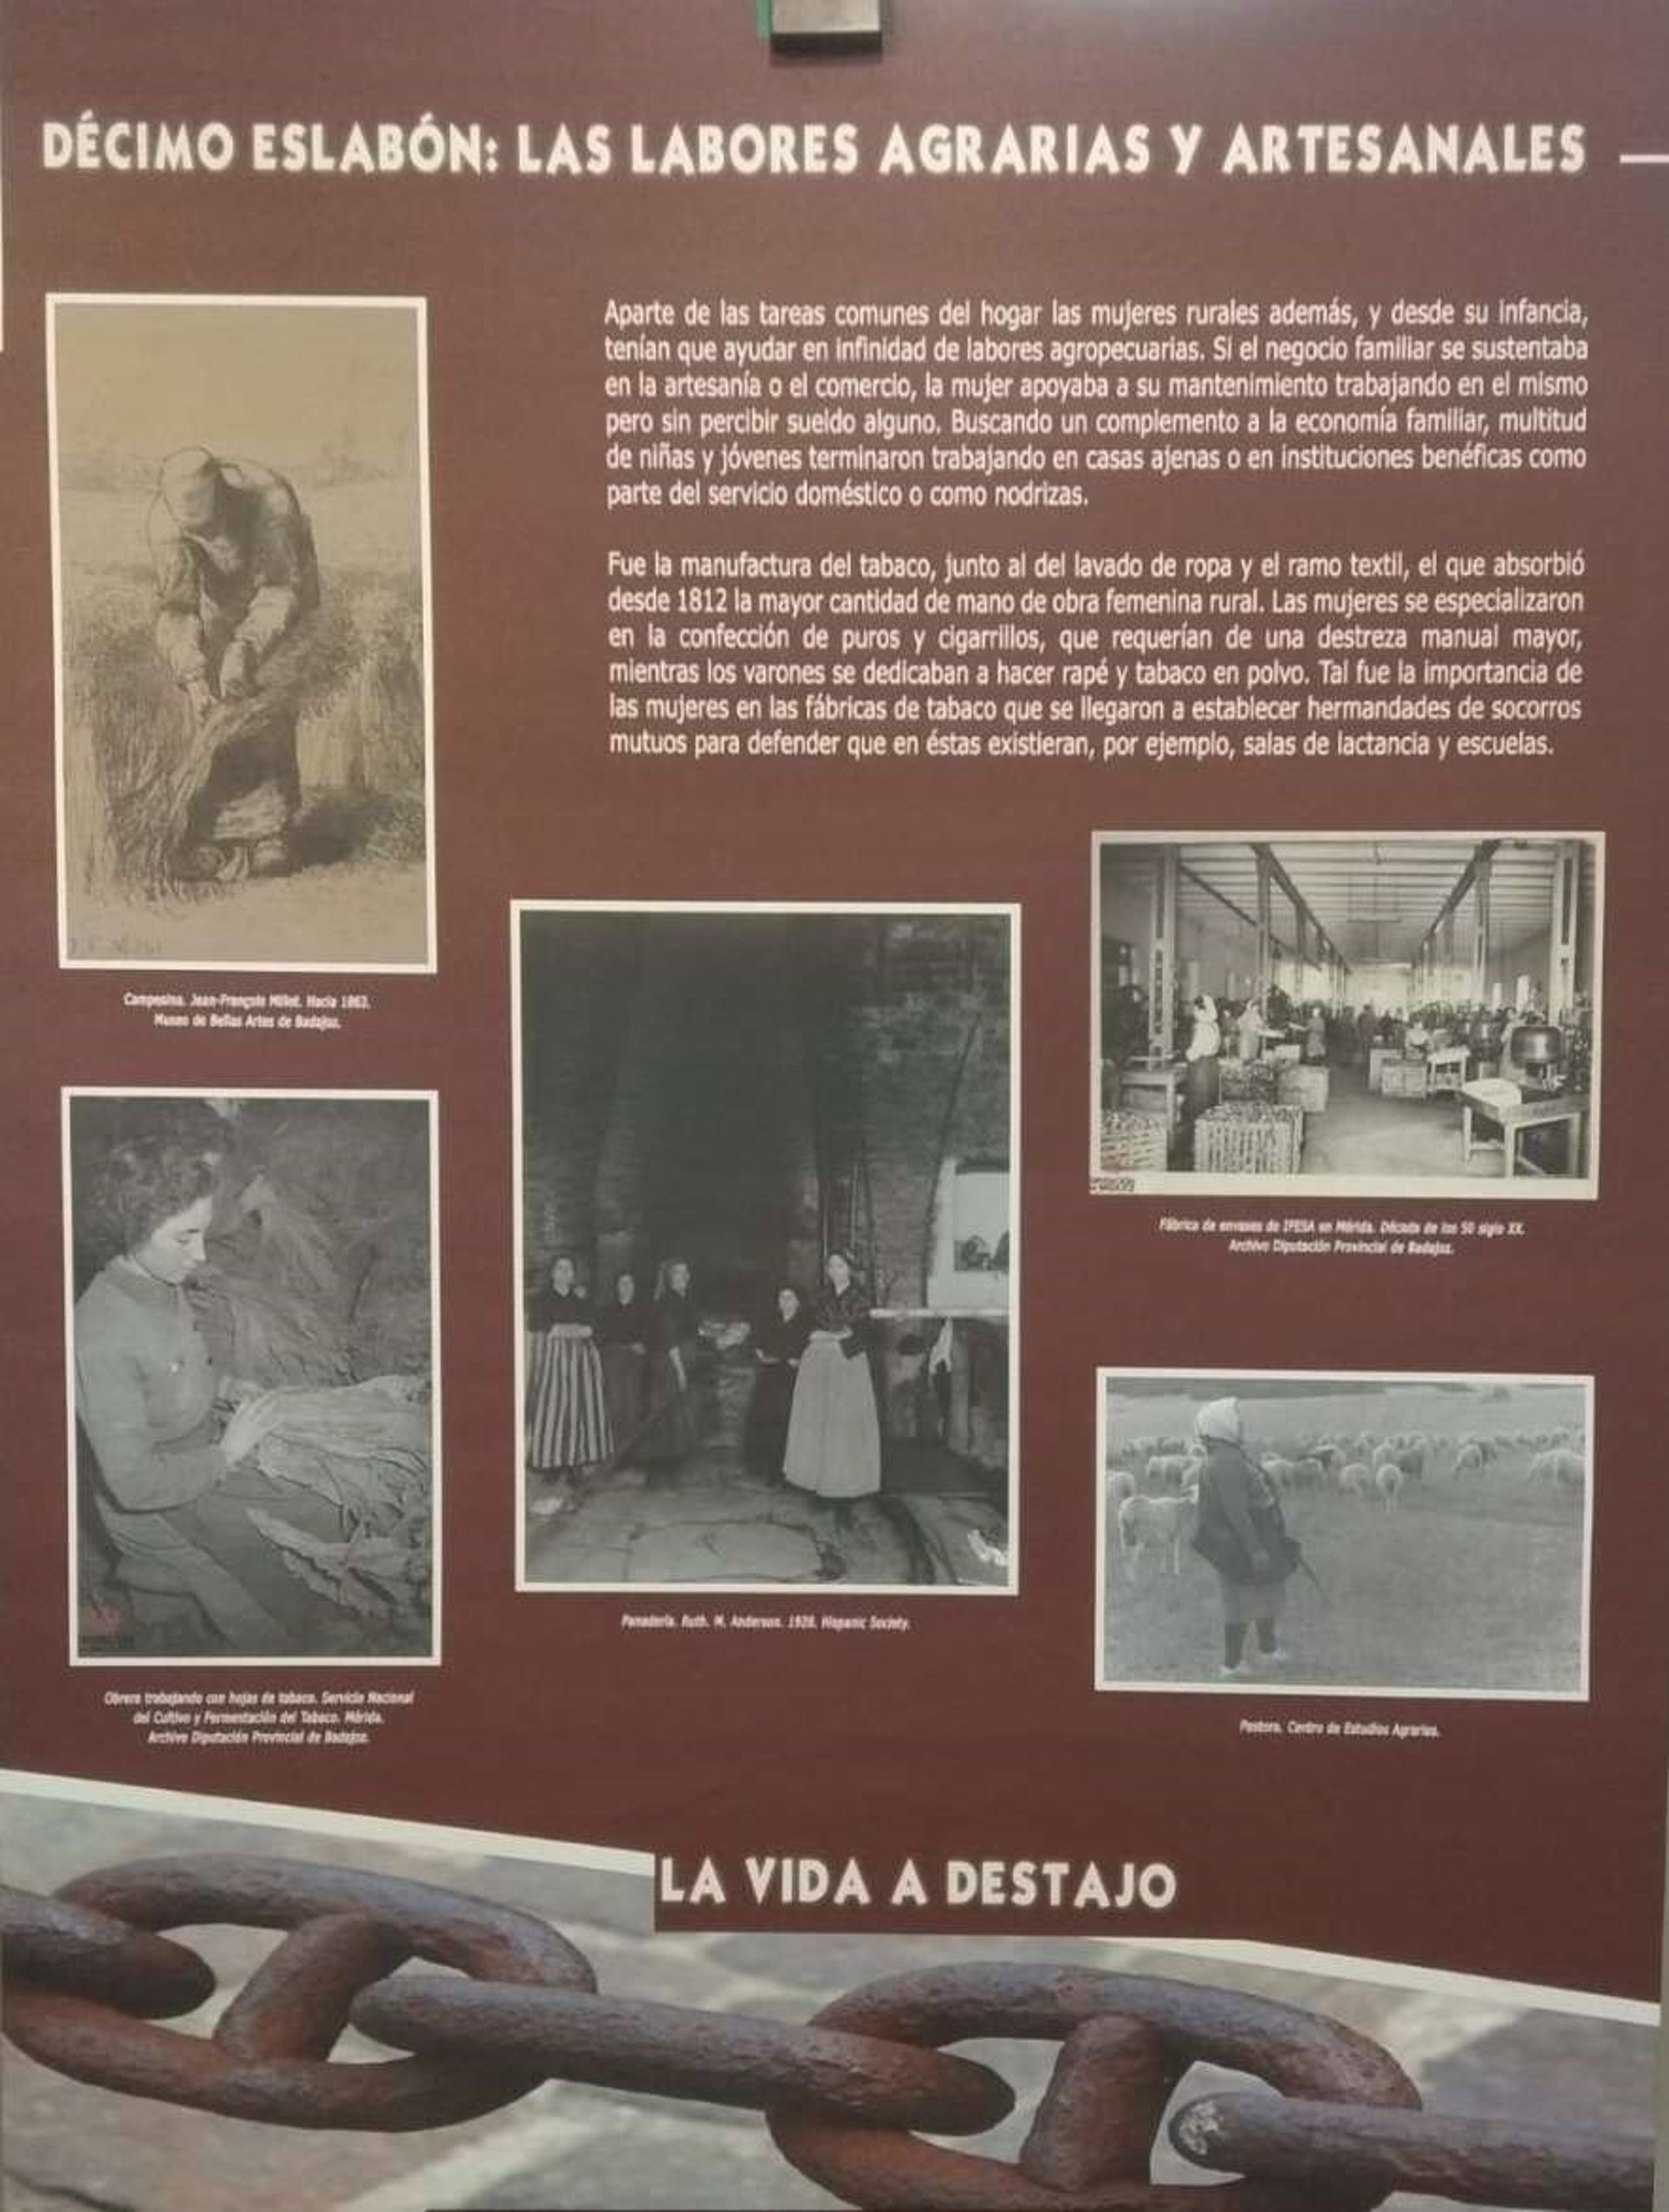 DÉCIMO ESLABÓN: LAS LABORES AGRARIAS Y ARTESANALES
Aparte de las tareas comunes del hogar las mujeres rurales además, y desde su infancia,
tenían que ayudar en infinidad de labores agropecuarias. Si el negocio familiar se sustentaba
en la artesanía o el comercio, la mujer apoyaba a su mantenimiento trabajando en el mismo
pero sin percibir sueldo alguno. Buscando un complemento a la economía familiar, multitud
de niñas y jóvenes terminaron trabajando en casas ajenas o en instituciones benéficas como
parte del servicio doméstico o como nodrizas.
Fue la manufactura del tabaco, junto al del lavado de ropa y el ramo textil, el que absorbió
desde 1812 la mayor cantidad de mano de obra femenina rural. Las mujeres se especializaron
en la confección de puros y cigarrillos, que requerían de una destreza manual mayor,
mientras los varones se dedicaban a hacer rapé y tabaco en polvo. Tal fue la importancia de
las mujeres en las fábricas de tabaco que se llegaron a establecer hermandades de socorros
mutuos para defender que en éstas existieran, por ejemplo, salas de lactancia y escuelas.
Campesina. Jean-François Millet. Hacia 1863.
Museo de Bellas Artes de Badajoz.
Fábrica de envases de IFESA en Mérida. Década de los 50 siglo XX.
Archivo Diputación Provincial de Badajoz.
Panadería. Ruth. M. Anderson. 1928. Hispanic Society.
Obrera trabajando con hojas de tabaco. Servicio Nacional
del Cultivo y Fermentación del Tabaco. Mérida.
Archivo Diputación Provincial de Badajoz.
Pastora. Centro de Estudios Agrarios.
LA VIDA A DESTAJO